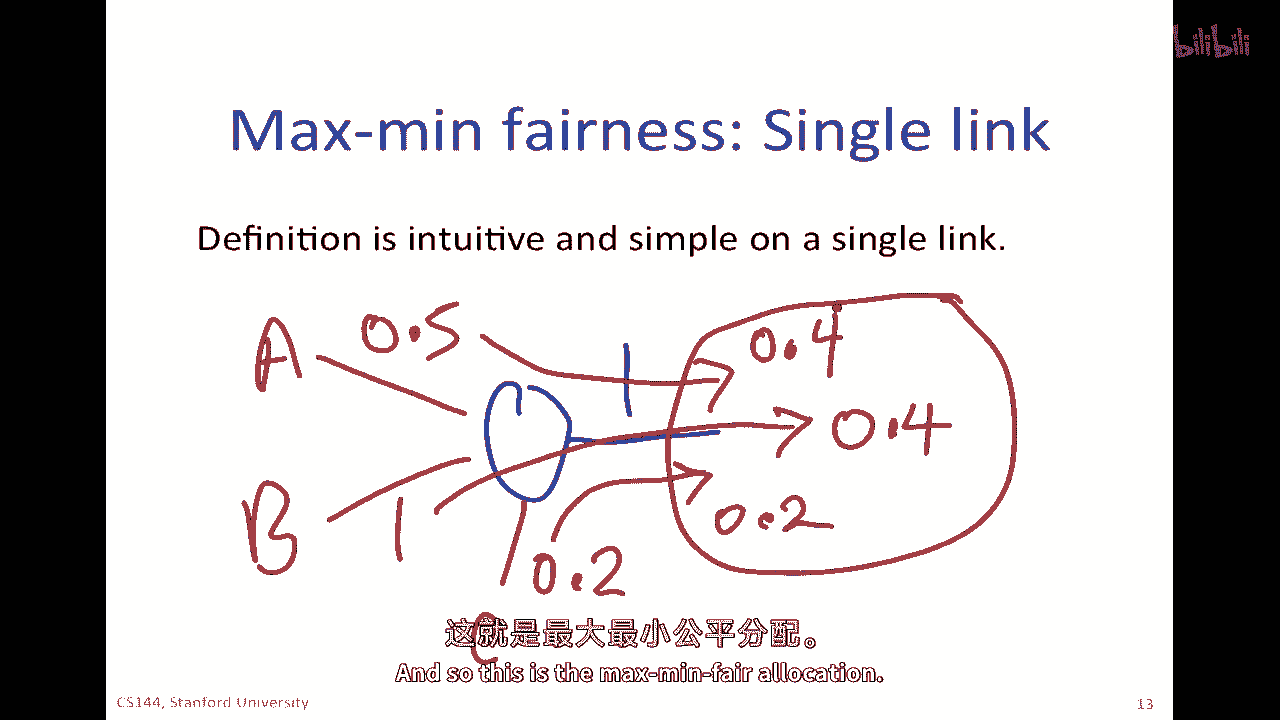 bilibili
Max-min fairness: Single link
Definition is intuitive and simple on a single link.
A 0.5 1 0.4
0.4
B 1 0.2 0.2
C
这就是最大最小公平分配。
And so this is the max-min-fair allocation.
CS144, Stanford University 13